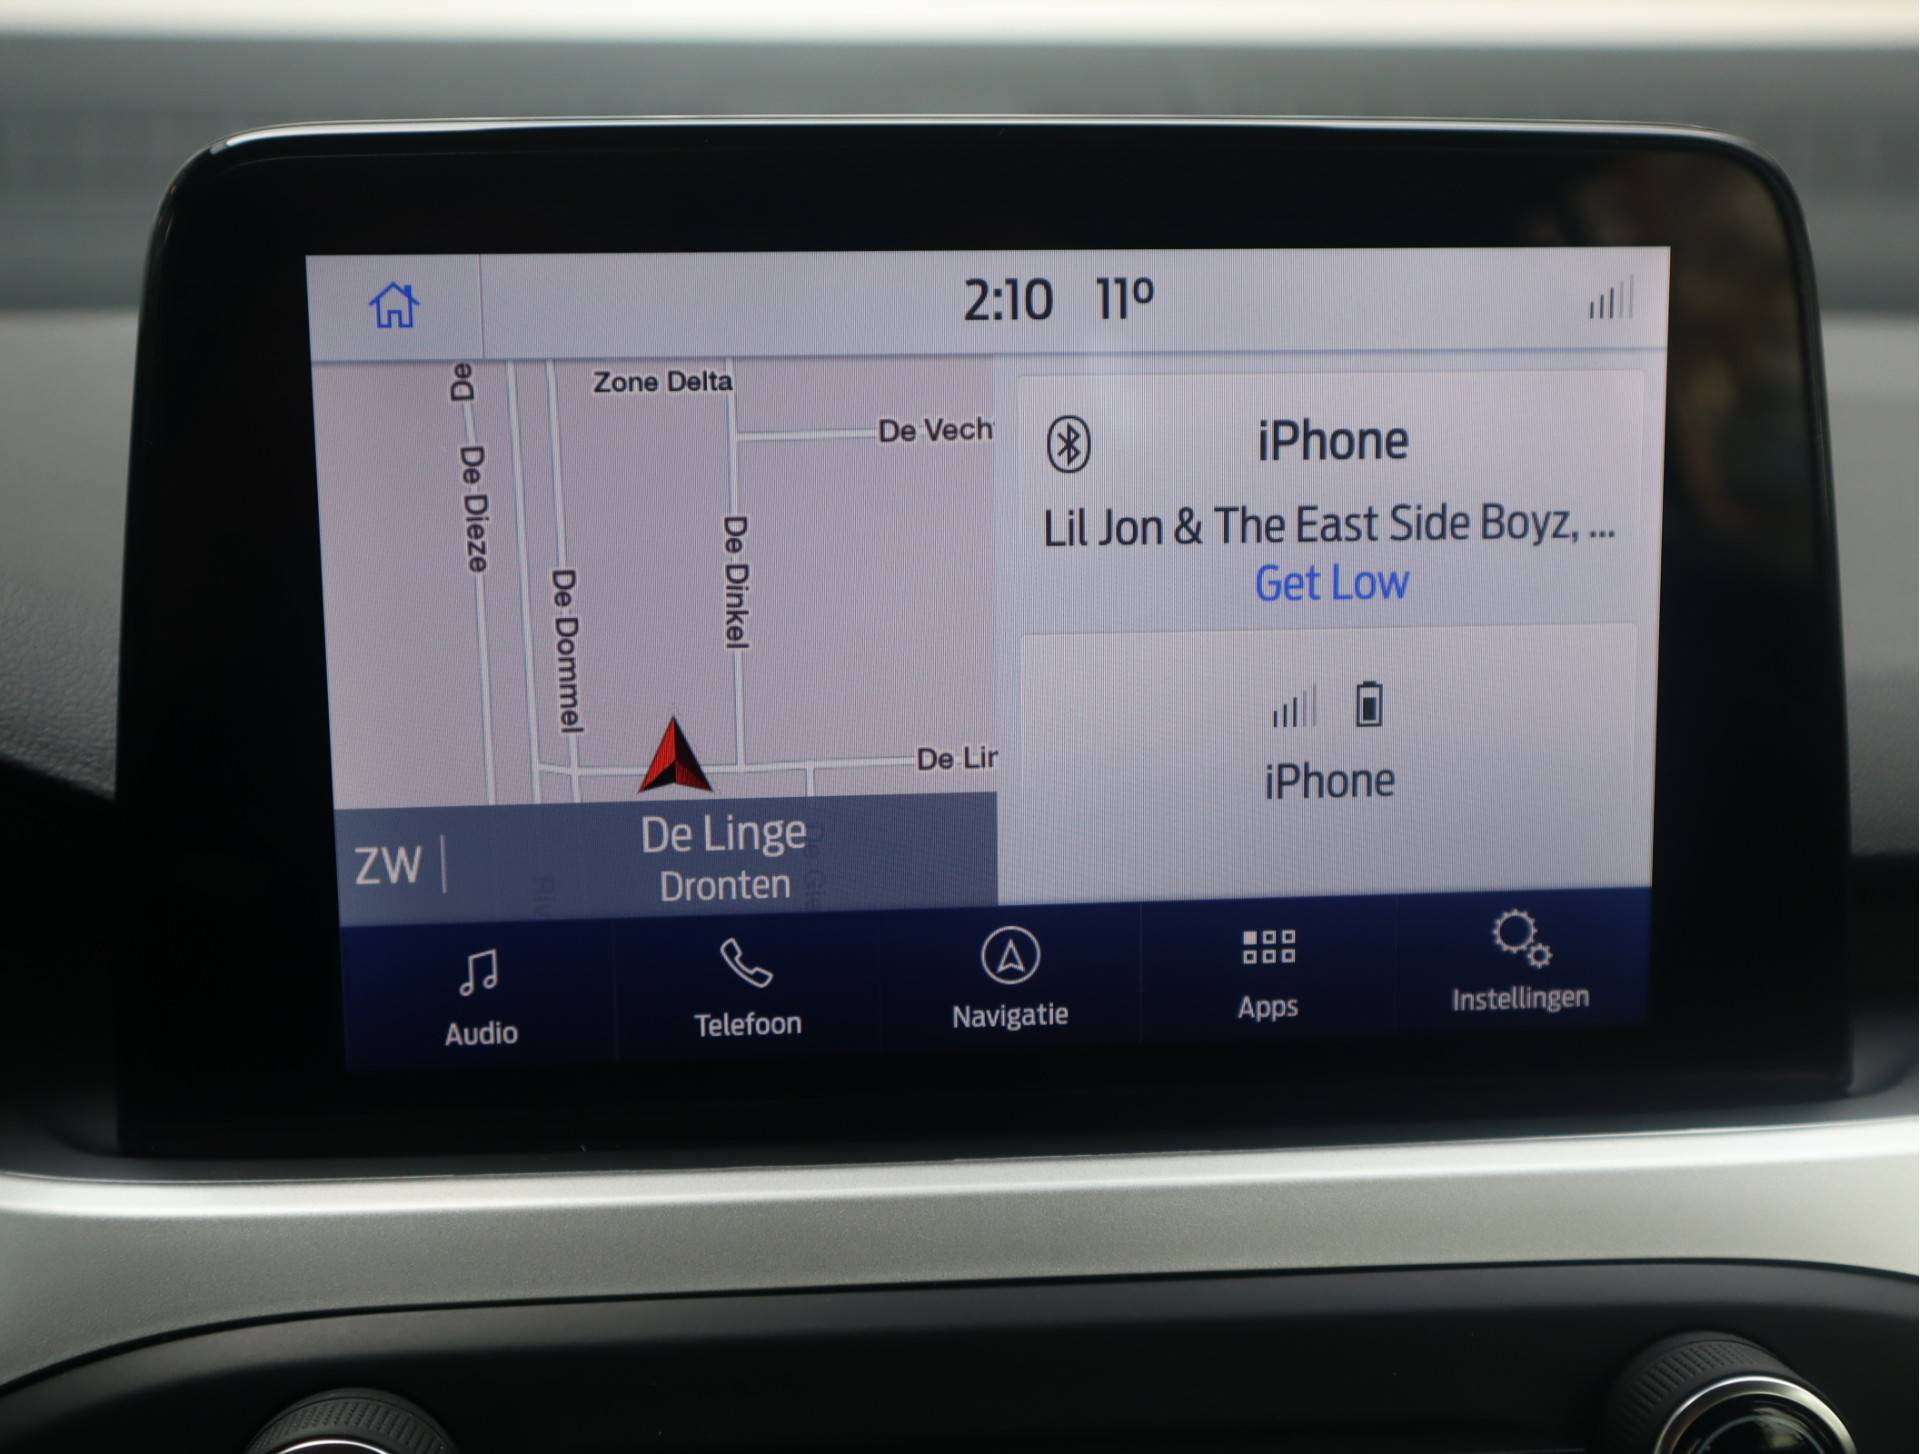 2:10 11°
Zone Delta
De
De Vech
De Dieze
De Dinkel
De Dommel
De Lin
ZW
De Linge
Dronten
iPhone
Lil Jon & The East Side Boyz, ...
Get Low
iPhone
Audio
Telefoon
Navigatie
Apps
Instellingen